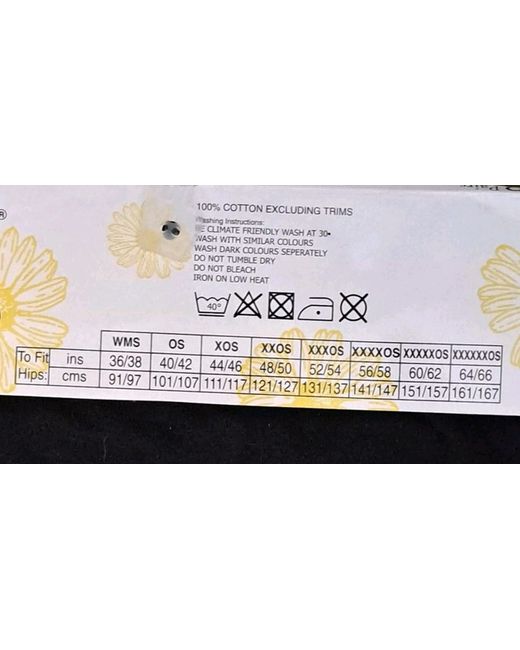 ®
100% COTTON EXCLUDING TRIMS
Washing Instructions:
BE CLIMATE FRIENDLY WASH AT 30•
WASH WITH SIMILAR COLOURS
WASH DARK COLOURS SEPERATELY
DO NOT TUMBLE DRY
DO NOT BLEACH
IRON ON LOW HEAT
40°
WMS OS XOS XXOS XXXOS XXXXOS XXXXXOS XXXXXXOS
To Fit ins 36/38 40/42 44/46 48/50 52/54 56/58 60/62 64/66
Hips: cms 91/97 101/107 111/117 121/127 131/137 141/147 151/157 161/167